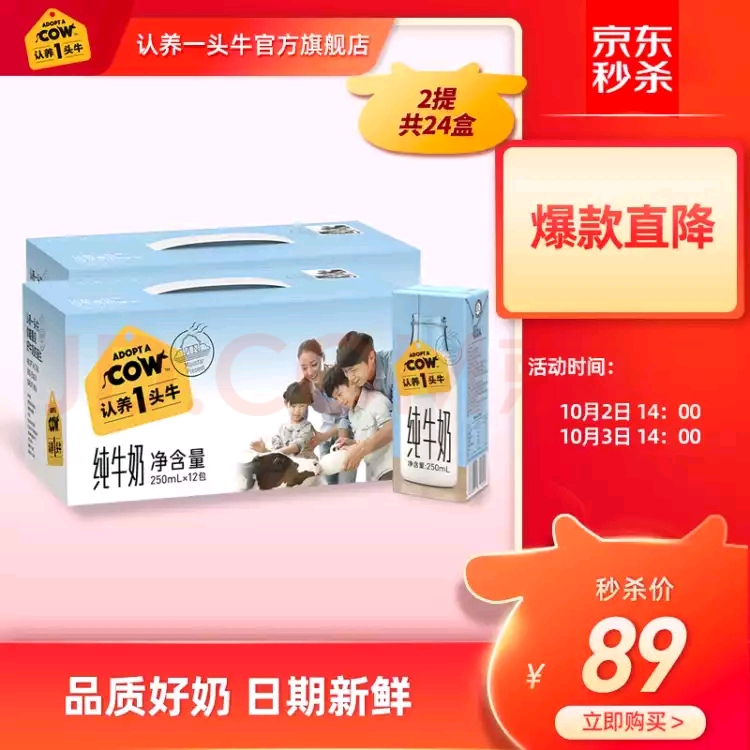 ADOPT A
COW
认养1头牛
认养一头牛官方旗舰店
京东
秒杀
2提
共24盒
爆款直降
活动时间：
10月2日 14：00
10月3日 14：00
ADOPT A
COW
认养1头牛
纯牛奶 净含量
250mL×12包
ADOPT A
COW
认养1头牛
纯牛奶
净含量:250mL
秒杀价
¥ 89
立即购买 >
品质好奶 日期新鲜